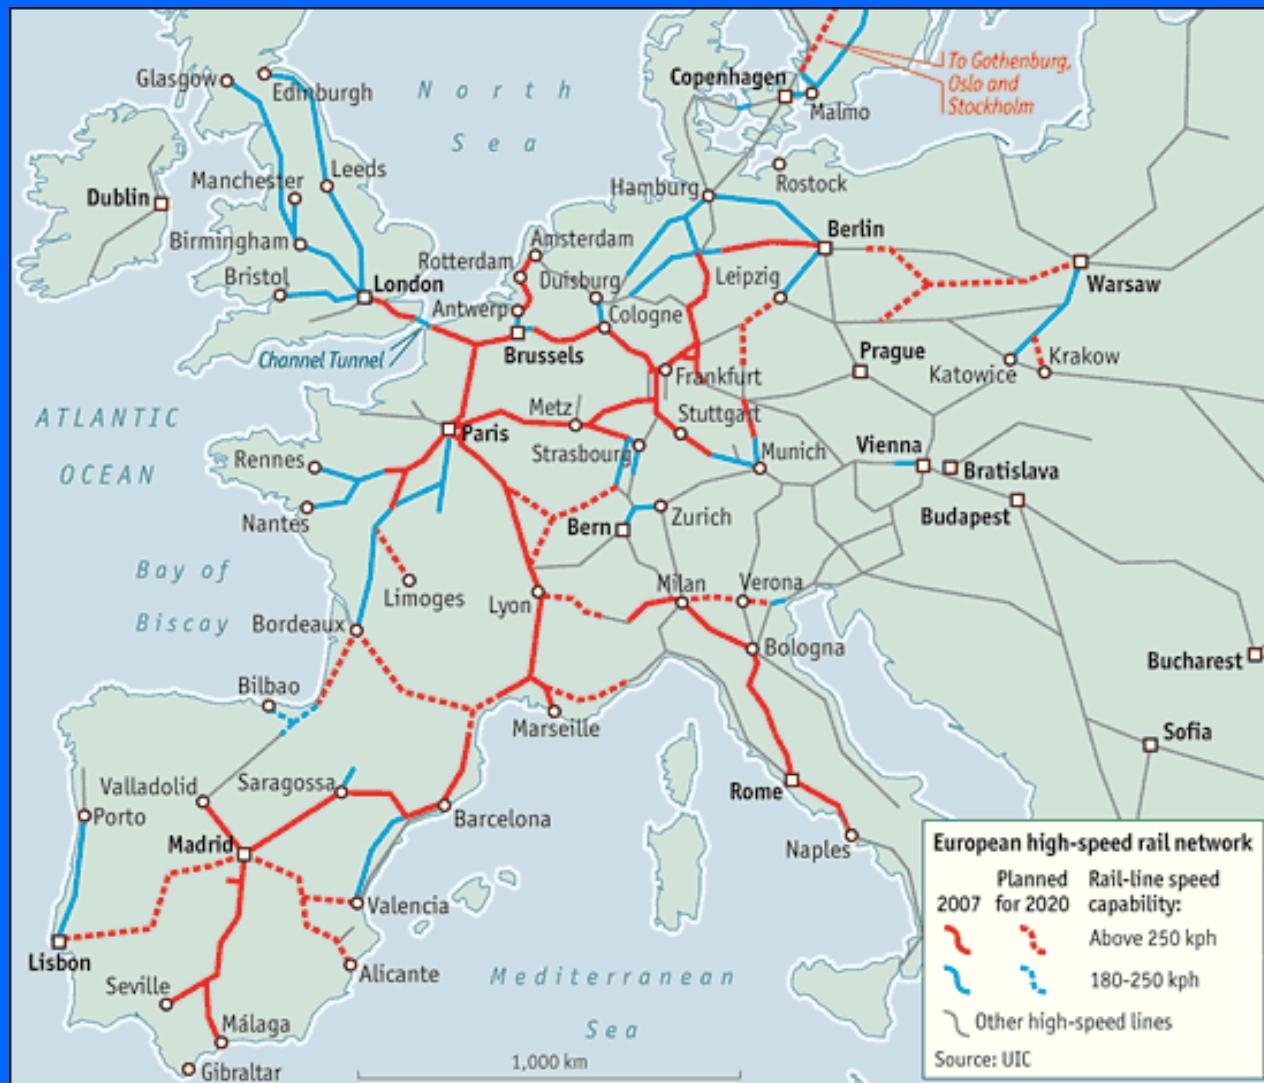 Glasgow
Edinburgh
North
Sea
Copenhagen
Malmo
To Gothenburg,
Oslo and
Stockholm
Dublin
Manchester
Leeds
Hamburg
Rostock
Birmingham
Amsterdam
Berlin
Bristol
London
Rotterdam
Duisburg
Leipzig
Warsaw
Antwerp
Cologne
Channel Tunnel
Brussels
Prague
Krakow
Frankfurt
Katowice
ATLANTIC
OCEAN
Metz
Stuttgart
Paris
Strasbourg
Munich
Vienna
Bratislava
Rennes
Nantes
Bern
Zurich
Budapest
Bay of
Biscay
Limoges
Lyon
Milan
Verona
Bordeaux
Bologna
Bucharest
Bilbao
Marseille
Sofia
Valladolid
Saragossa
Porto
Barcelona
Rome
Madrid
Naples
Valencia
Lisbon
Alicante
Seville
Mediterranean
Sea
Málaga
Gibraltar
1,000 km
European high-speed rail network
2007
Planned
for 2020
Rail-line speed
capability:
Above 250 kph
180-250 kph
Other high-speed lines
Source: UIC